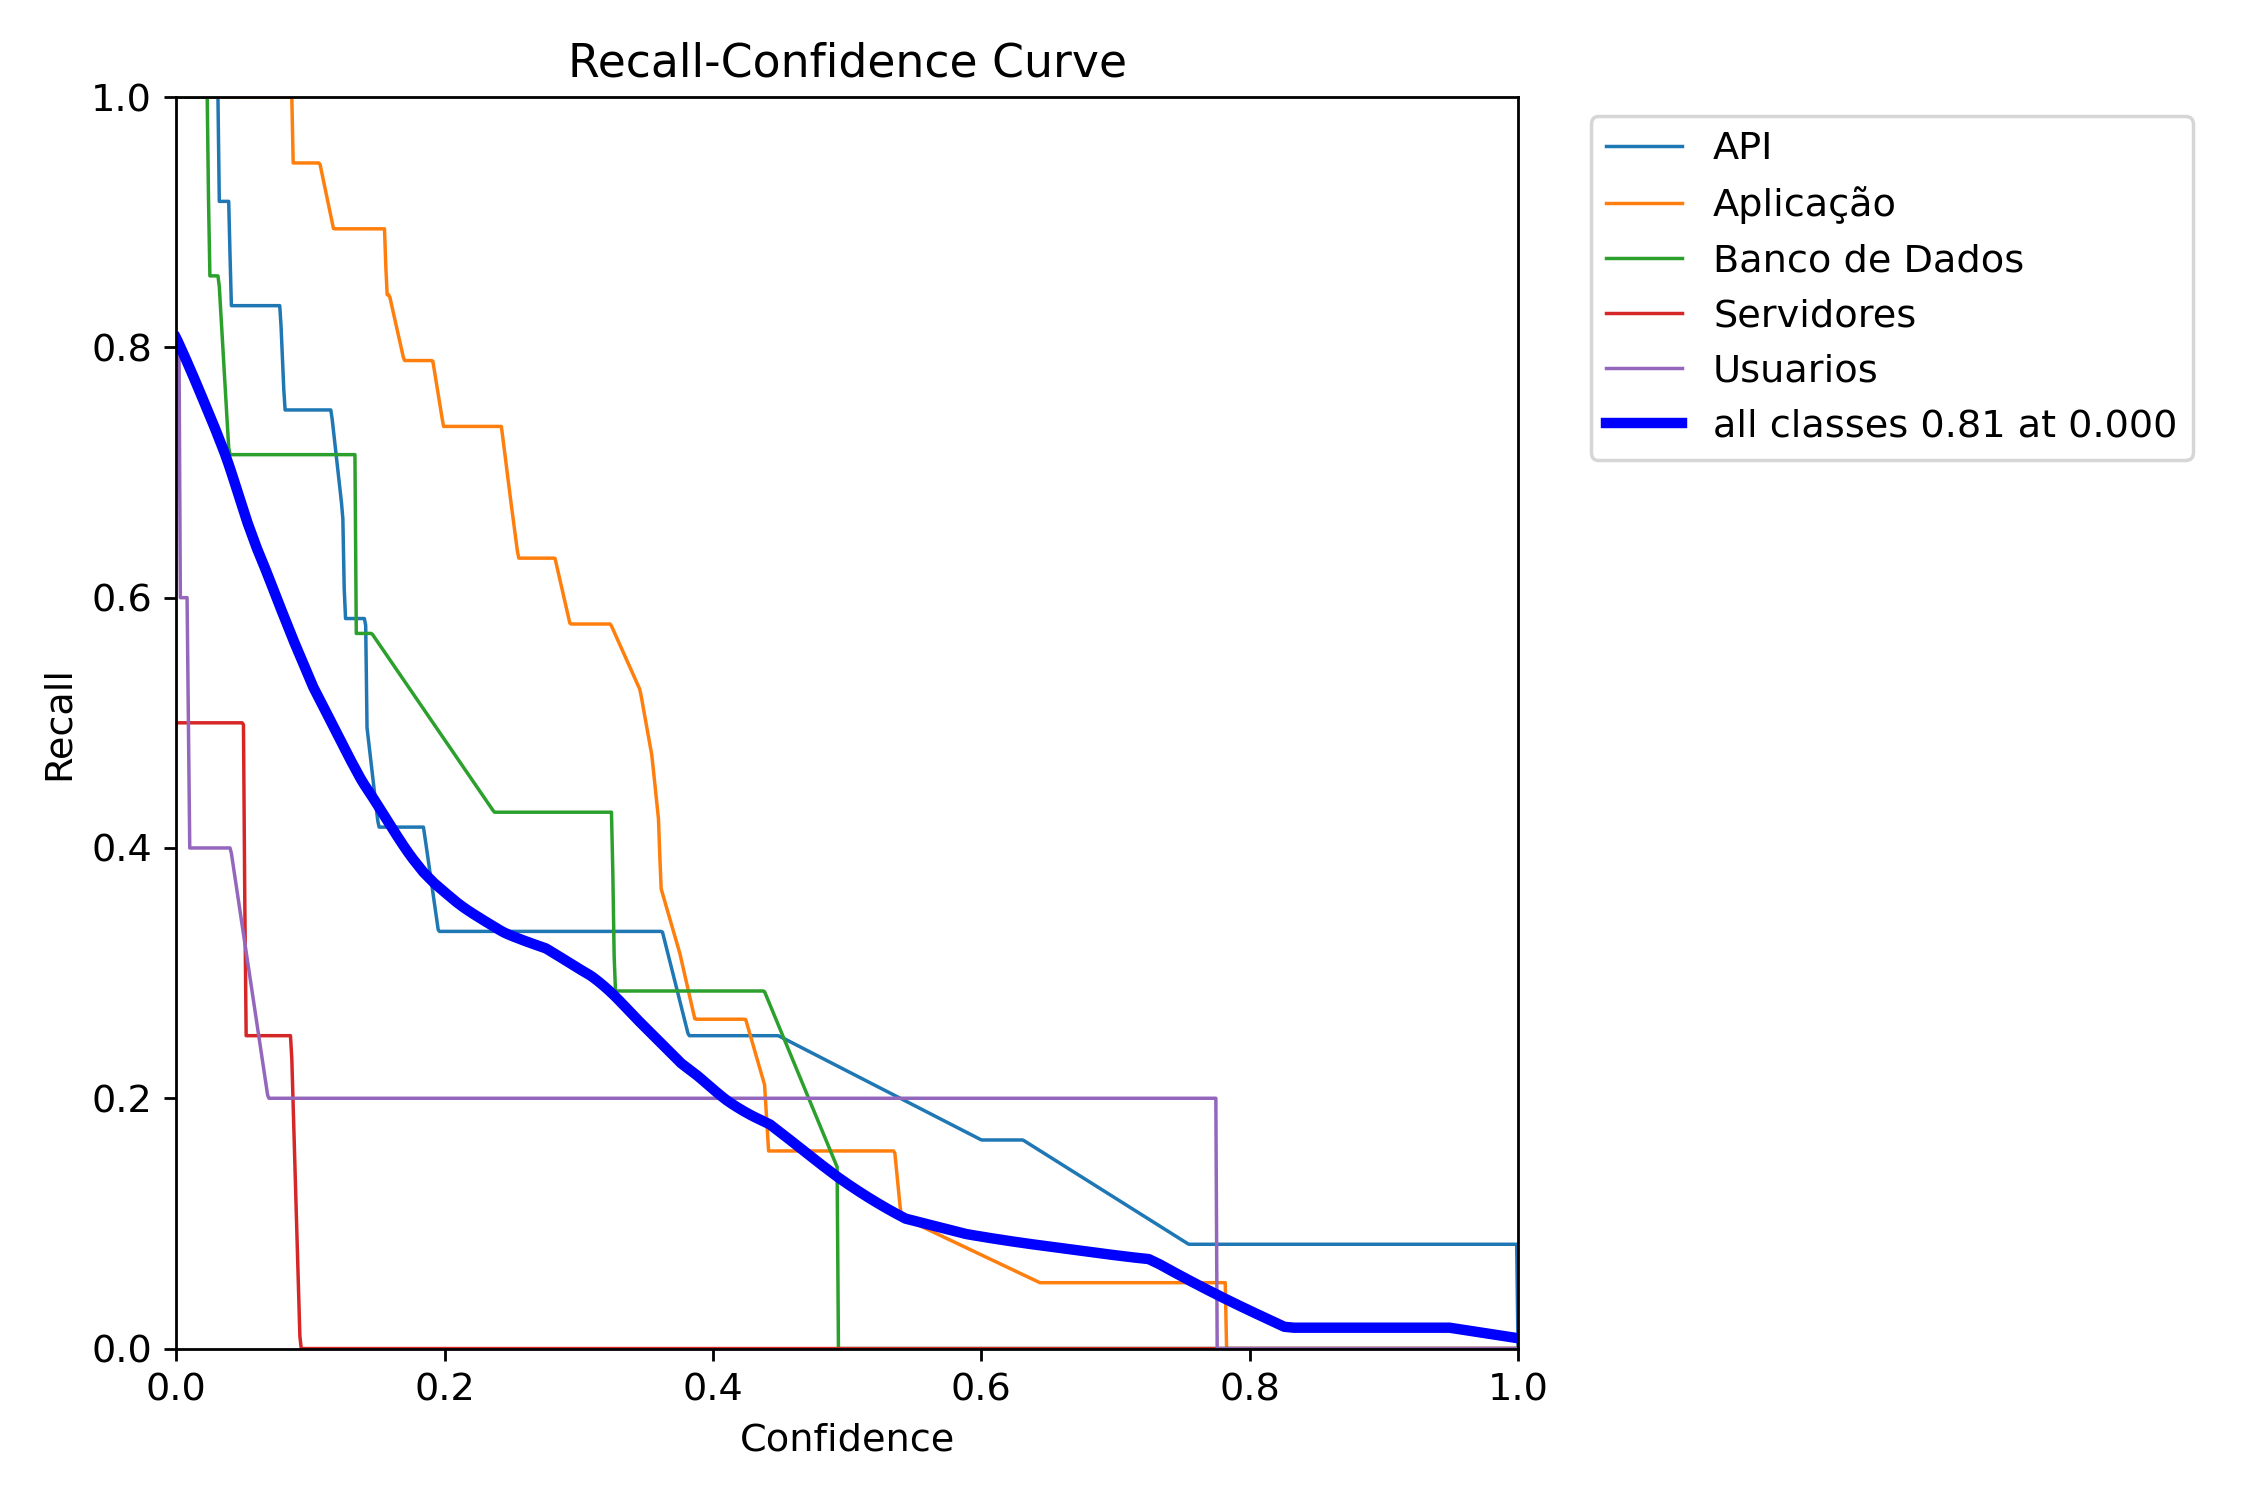 Recall-Confidence Curve
1.0
0.8
0.6
0.4
0.2
0.0
Recall
0.0 0.2 0.4 0.6 0.8 1.0
Confidence
API
Aplicação
Banco de Dados
Servidores
Usuarios
all classes 0.81 at 0.000